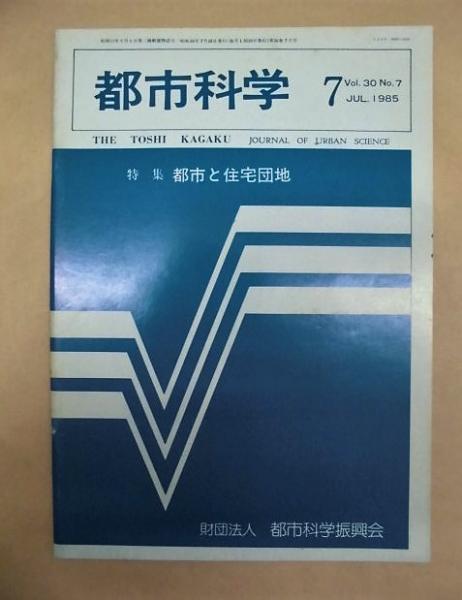 都市科学
7 Vol. 30 No. 7
JUL. 1985
THE TOSHI KAGAKU JOURNAL OF URBAN SCIENCE
特集 都市と住宅団地
財団法人 都市科学振興会